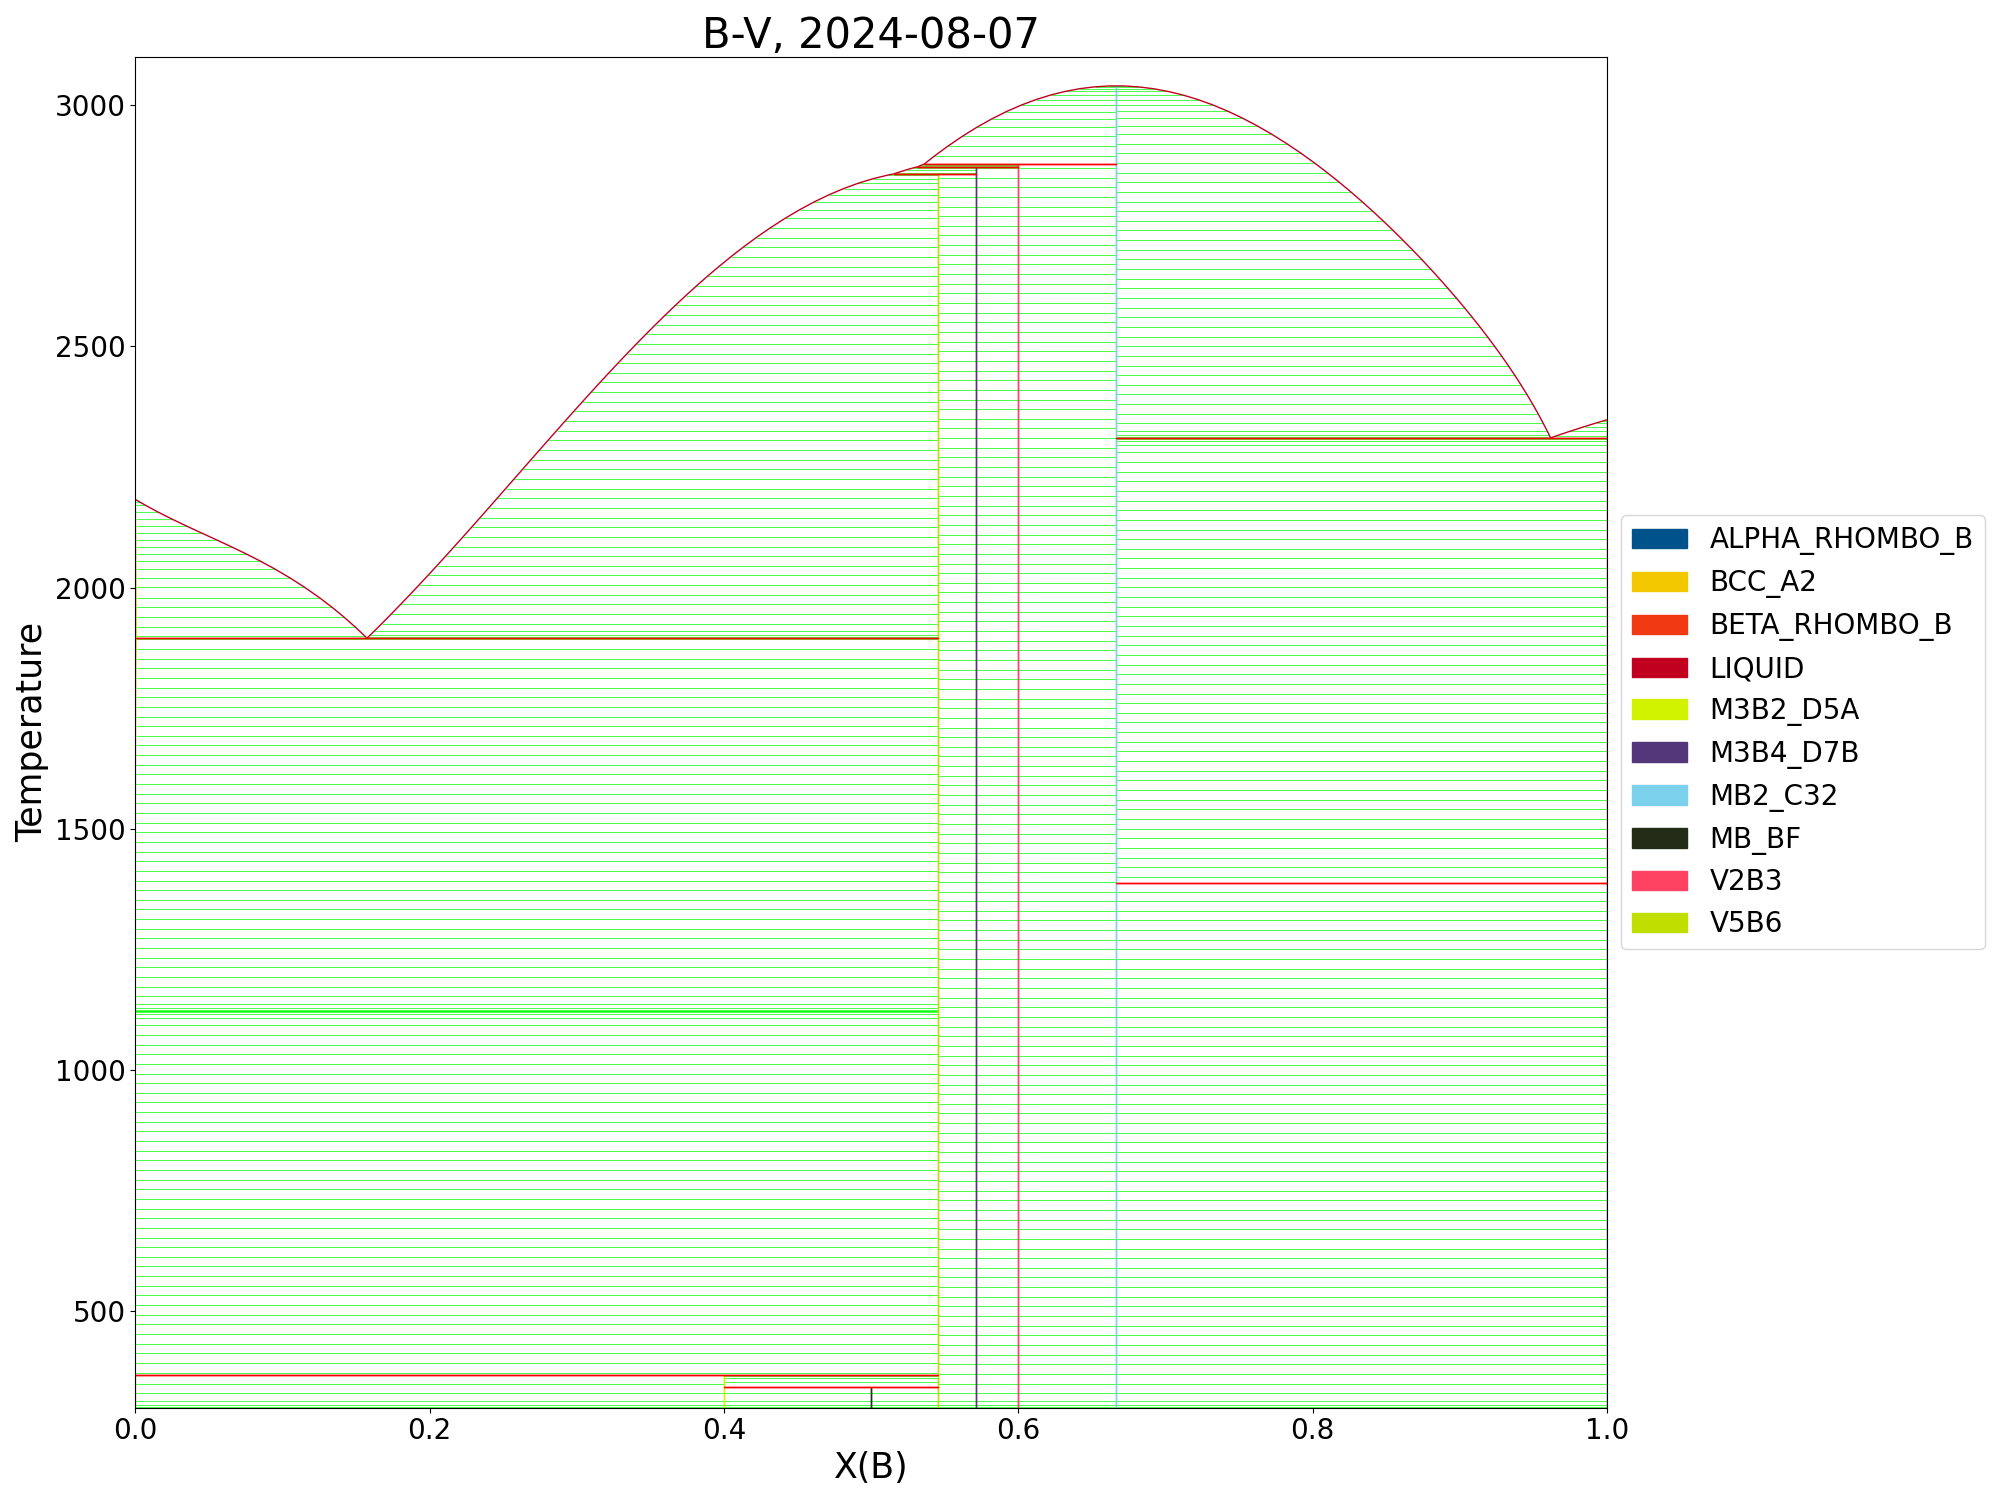 B-V, 2024-08-07
3000
2500
2000
1500
1000
500
Temperature
0.0 0.2 0.4 0.6 0.8 1.0
X(B)
ALPHA_RHOMBO_B
BCC_A2
BETA_RHOMBO_B
LIQUID
M3B2_D5A
M3B4_D7B
MB2_C32
MB_BF
V2B3
V5B6